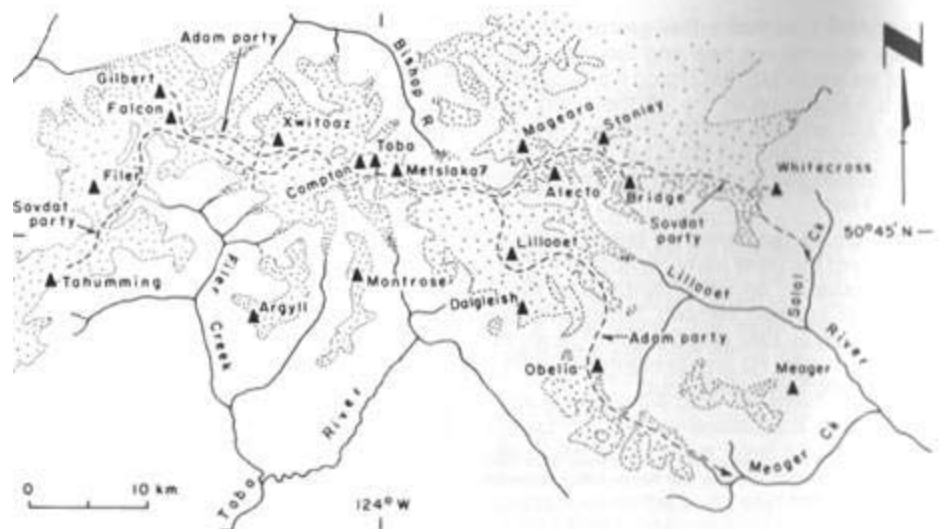 Adam party
Gilbert
Falcon
Xwitoaz
Bishop R
Toba
Compton
Metslaka 7
Mageara
Stanley
Alecto
Bridge
Whitecross
Sovdat
party
50°45' N
Filer
Sovdat
party
Tahumming
Filer
Creek
Argyll
Montrose
Lillooet
Dalgleish
Lillooet
River
Salal
Ck
Adam party
Obelia
Meager
Meager Ck
Toba
River
0 10 km
124°W